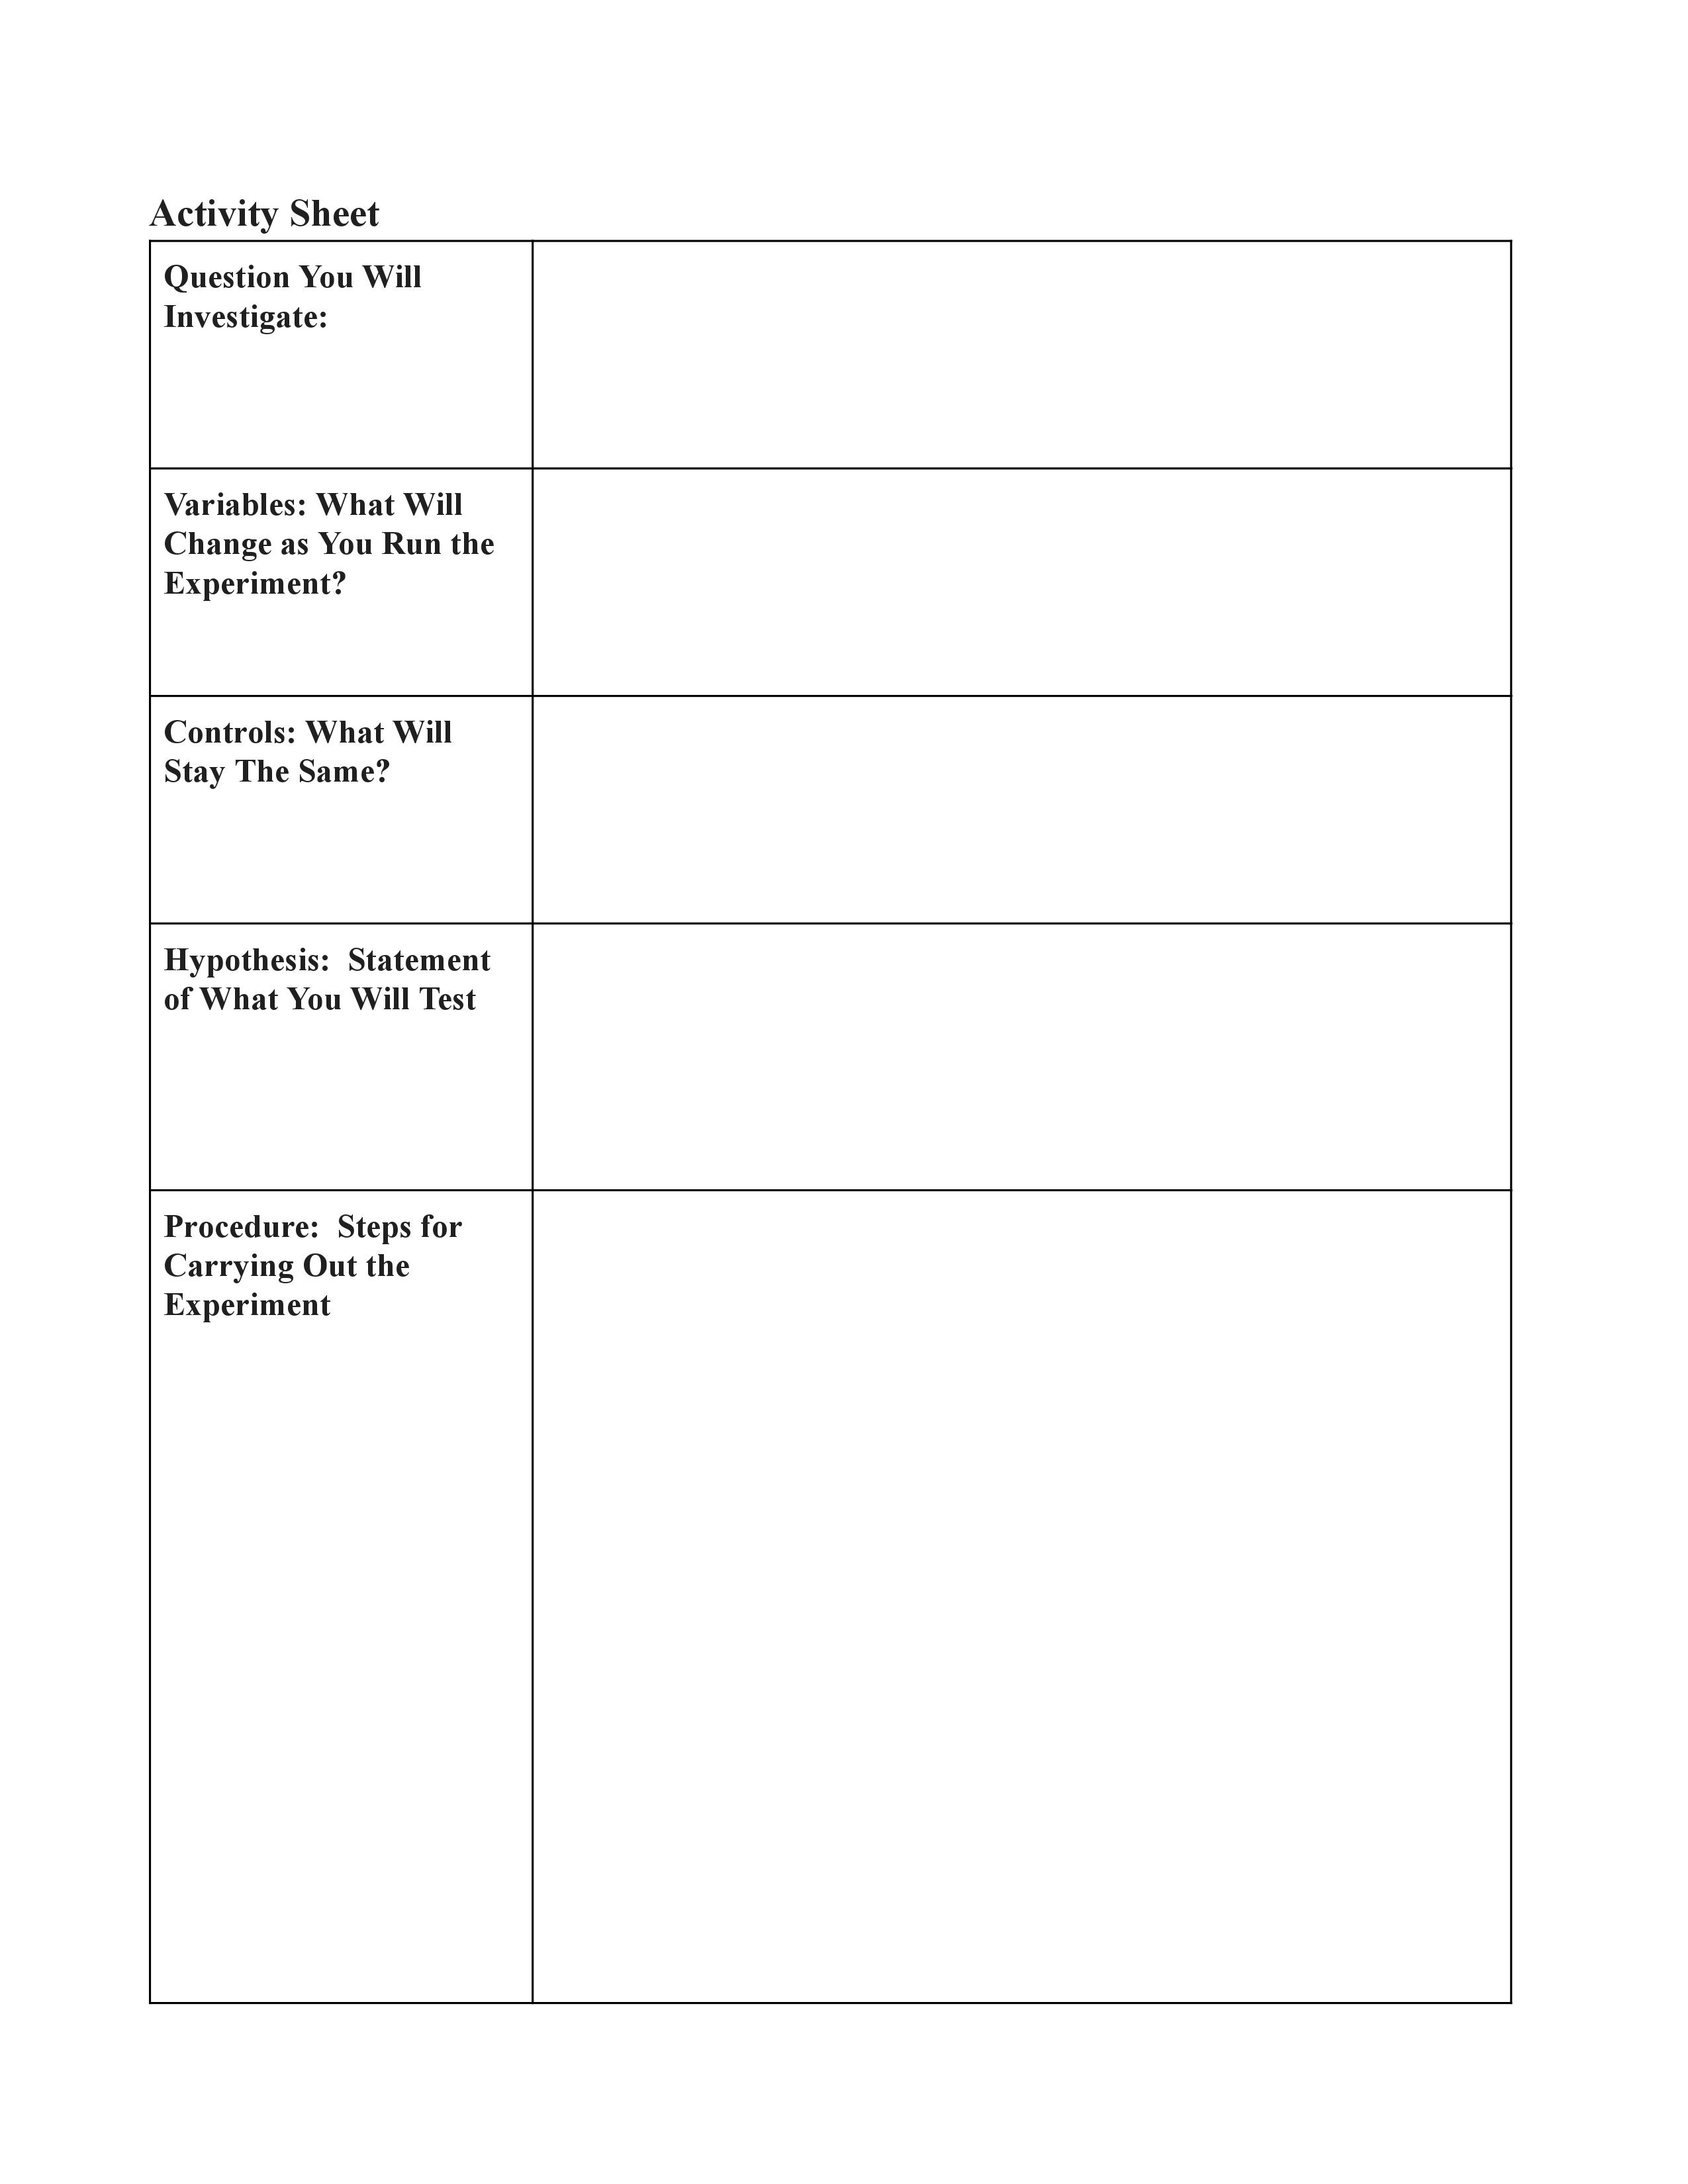 Activity Sheet
Question You Will
Investigate:
Variables: What Will
Change as You Run the
Experiment?
Controls: What Will
Stay The Same?
Hypothesis:  Statement
of What You Will Test
Procedure:  Steps for
Carrying Out the
Experiment